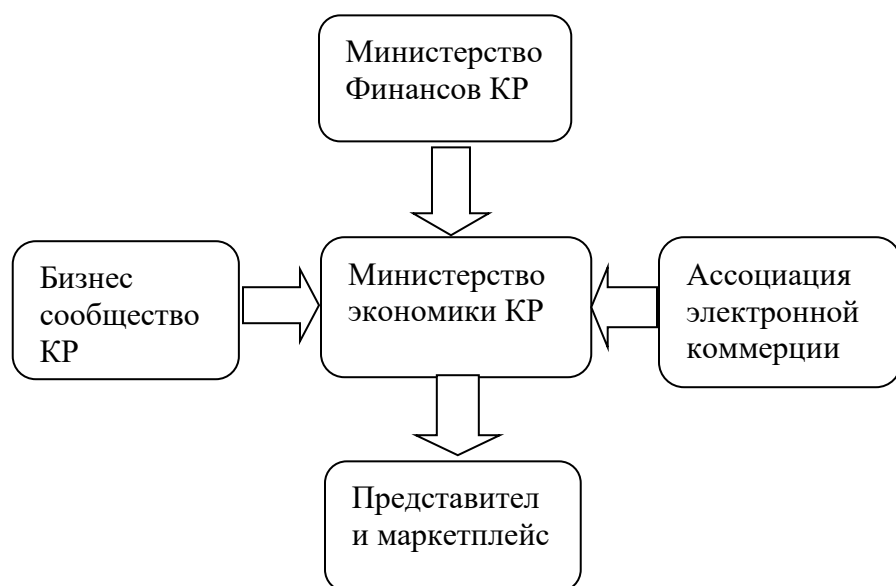 Министерство
Финансов КР
Бизнес
сообщество
КР
Министерство
экономики КР
Ассоциация
электронной
коммерции
Представител
и маркетплейс